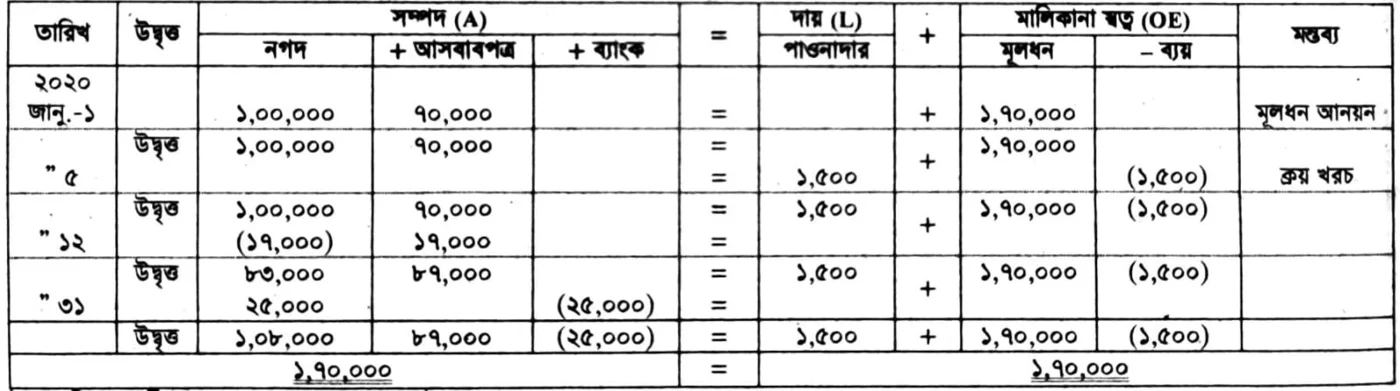 তারিখ উদ্বৃত্ত সম্পদ (A) = দায় (L) + মালিকানা স্বত্ব (OE) মন্তব্য
নগদ + আসবাবপত্র + ব্যাংক পাওনাদার মূলধন – ব্যয়
২০২০
জানু.-১ ১,০০,০০০ ৭০,০০০ = + ১,৭০,০০০ মূলধন আনয়ন
উদ্বৃত্ত ১,০০,০০০ ৭০,০০০ = + ১,৭০,০০০
” ৫ = ১,৫০০ (১,৫০০) ক্রয় খরচ
উদ্বৃত্ত ১,০০,০০০ ৭০,০০০ = ১,৫০০ + ১,৭০,০০০ (১,৫০০)
” ১২ (১৭,০০০) ১৭,০০০ =
উদ্বৃত্ত ৮৩,০০০ ৮৭,০০০ = ১,৫০০ + ১,৭০,০০০ (১,৫০০)
” ৩১ ২৫,০০০ (২৫,০০০) =
উদ্বৃত্ত ১,০৮,০০০ ৮৭,০০০ (২৫,০০০) = ১,৫০০ + ১,৭০,০০০ (১,৫০০)
১,৭০,০০০ = ১,৭০,০০০